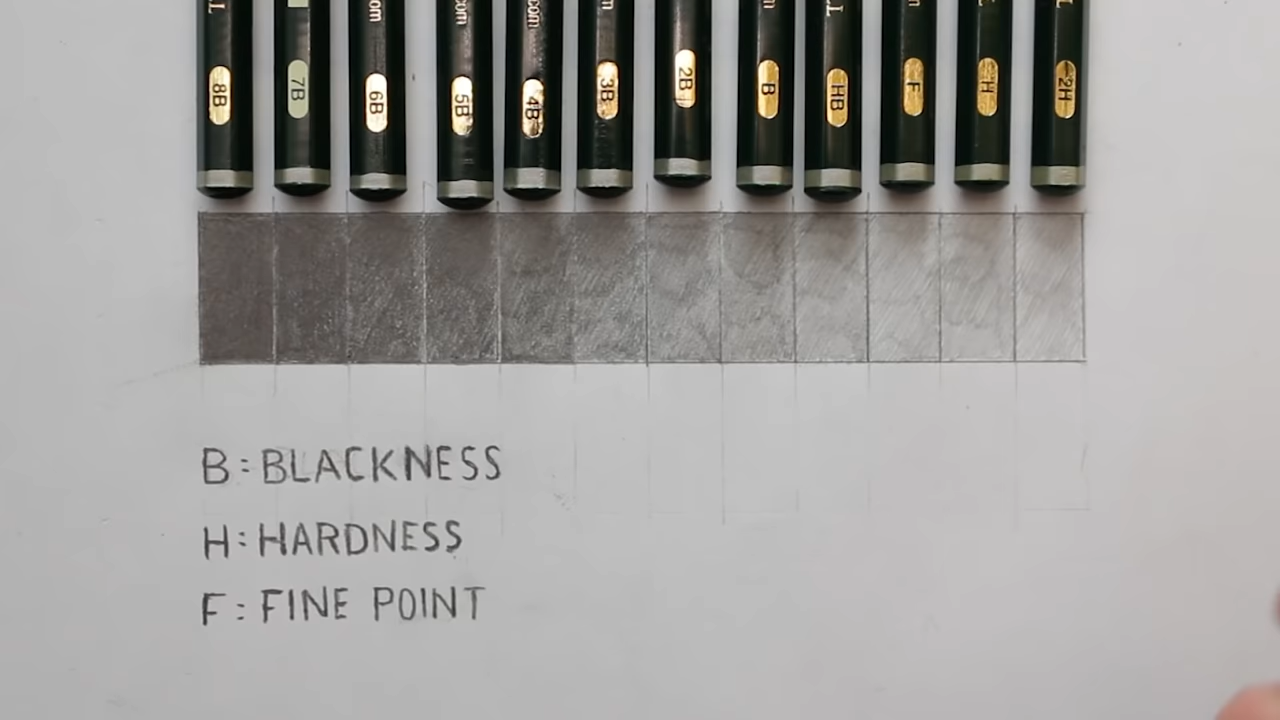 8B 7B 6B 5B 4B 3B 2B B HB F H 2H
B: BLACKNESS
H: HARDNESS
F: FINE POINT